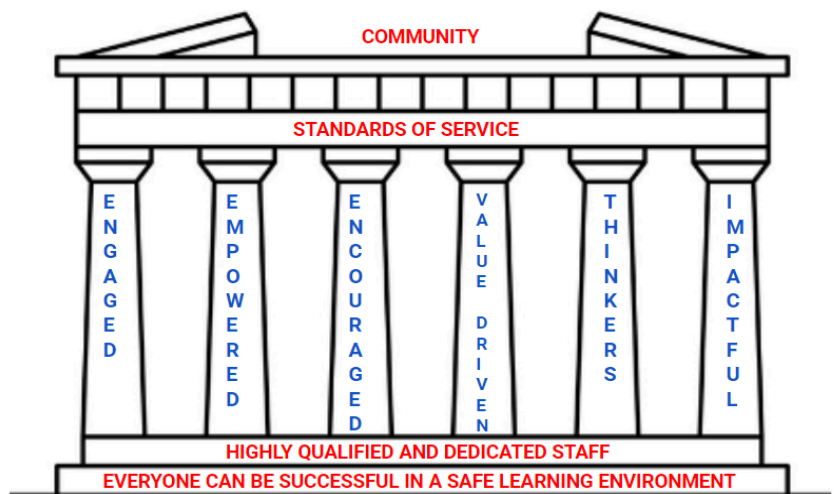 COMMUNITY
STANDARDS OF SERVICE
ENGAGED
EMPOWERED
ENCOURAGED
VALUE DRIVEN
THINKERS
IMPACTFUL
HIGHLY QUALIFIED AND DEDICATED STAFF
EVERYONE CAN BE SUCCESSFUL IN A SAFE LEARNING ENVIRONMENT